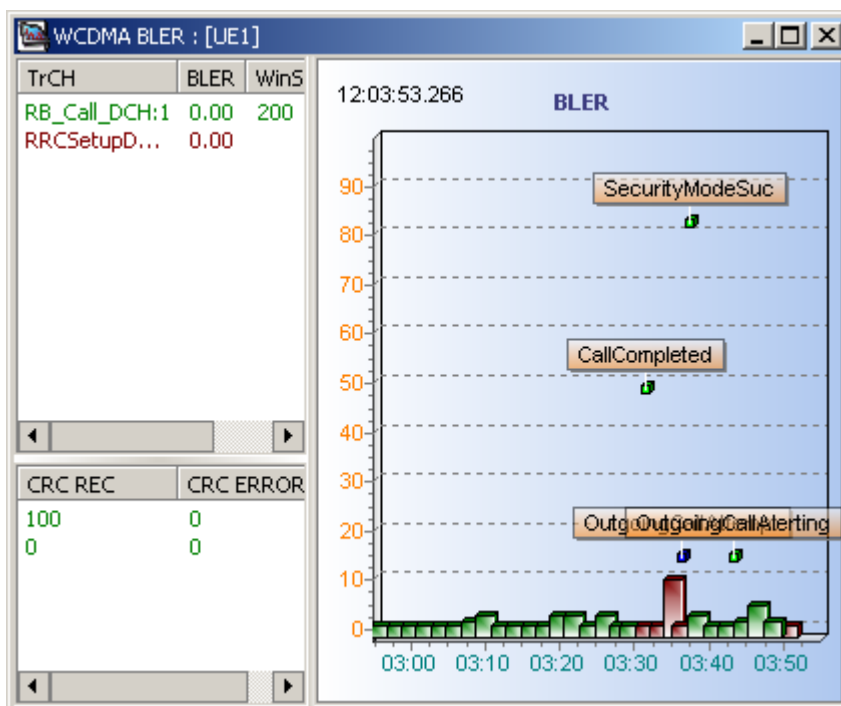 WCDMA BLER : [UE1]
TrCH BLER WinS
RB_Call_DCH:1 0.00 200
RRCSetupD... 0.00
CRC REC CRC ERROR
100 0
0 0
12:03:53.266 BLER
90
80
70
60
50
40
30
20
10
0
SecurityModeSuc
CallCompleted
OutgoingCallAlerting
03:00 03:10 03:20 03:30 03:40 03:50